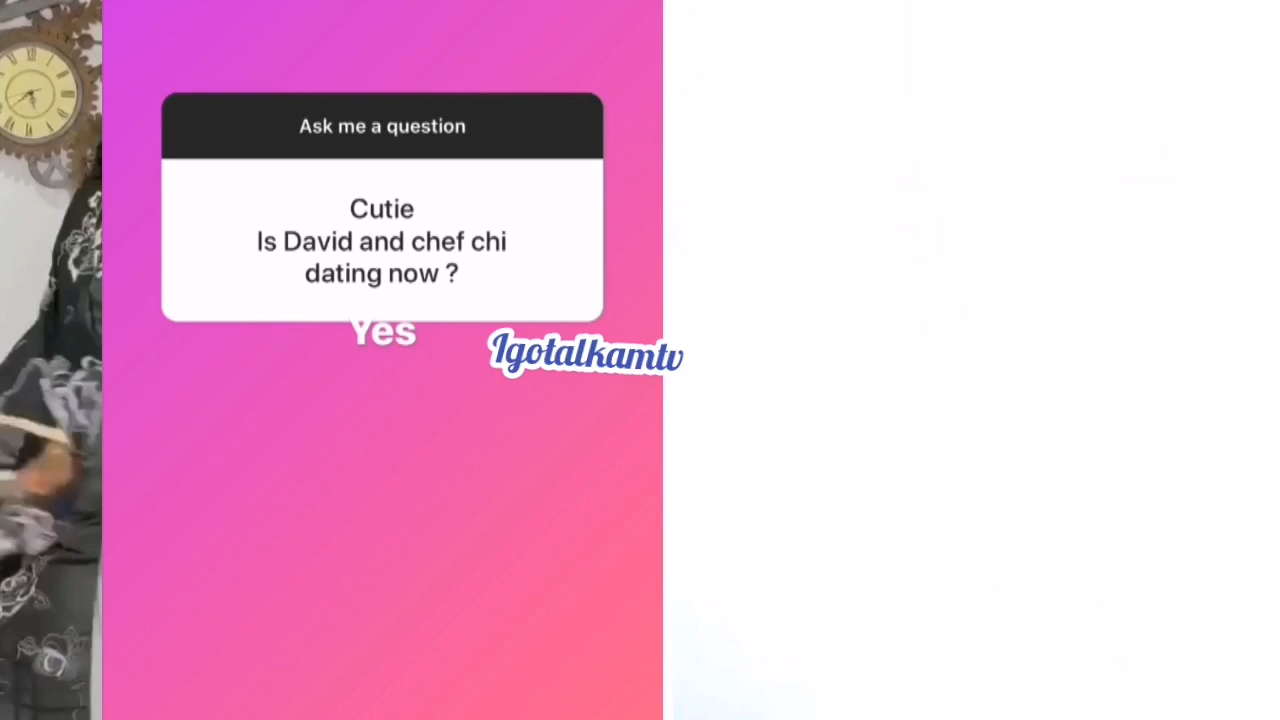 Ask me a question
Cutie
Is David and chef chi
dating now ?
Yes
Igotalkamtv